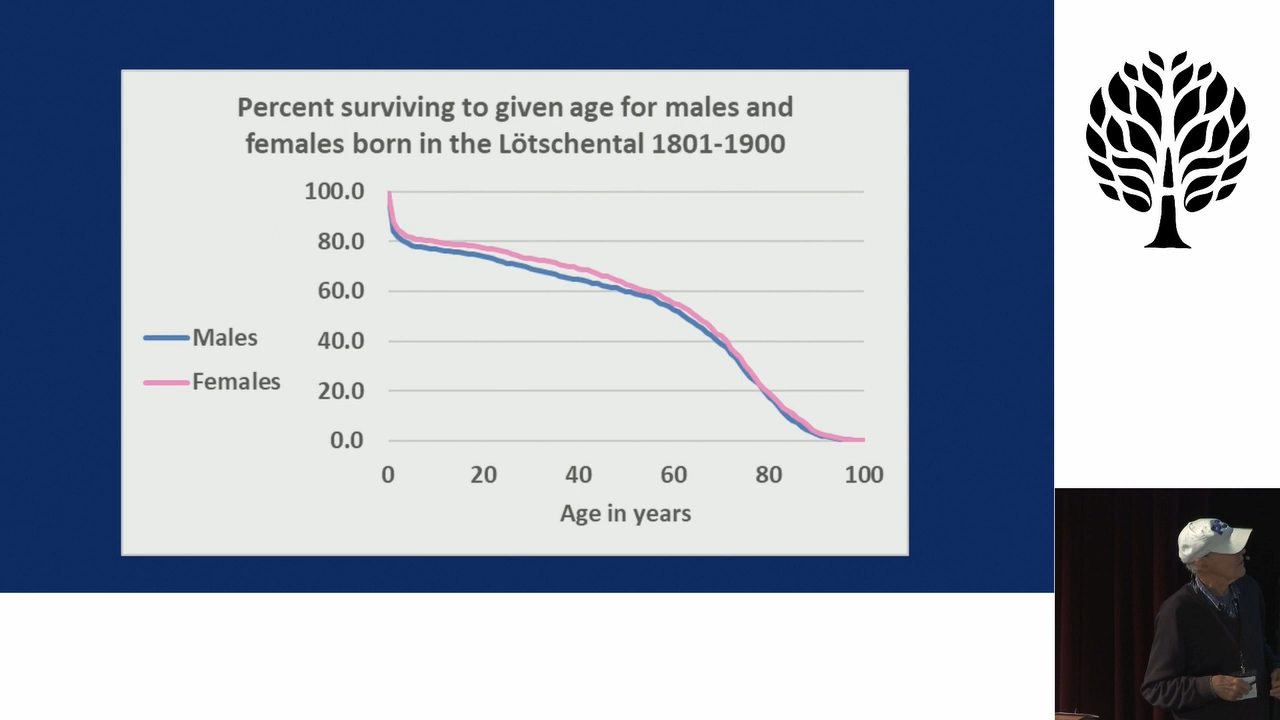 Percent surviving to given age for males and
females born in the Lötschental 1801-1900
100.0
80.0
60.0
40.0
20.0
0.0
Males
Females
0 20 40 60 80 100
Age in years